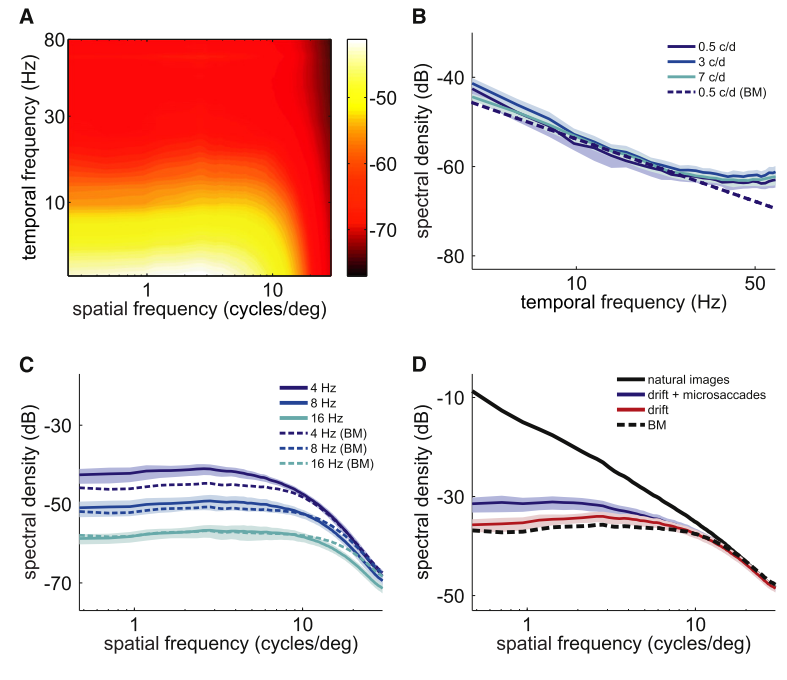 A
80
30
10
temporal frequency (Hz)
1
10
spatial frequency (cycles/deg)
-50
-60
-70
B
0.5 c/d
3 c/d
7 c/d
0.5 c/d (BM)
-40
-60
-80
spectral density (dB)
10
50
temporal frequency (Hz)
C
4 Hz
8 Hz
16 Hz
4 Hz (BM)
8 Hz (BM)
16 Hz (BM)
-30
-50
-70
spectral density (dB)
1
10
spatial frequency (cycles/deg)
D
natural images
drift + microsaccades
drift
BM
-10
-30
-50
spectral density (dB)
1
10
spatial frequency (cycles/deg)